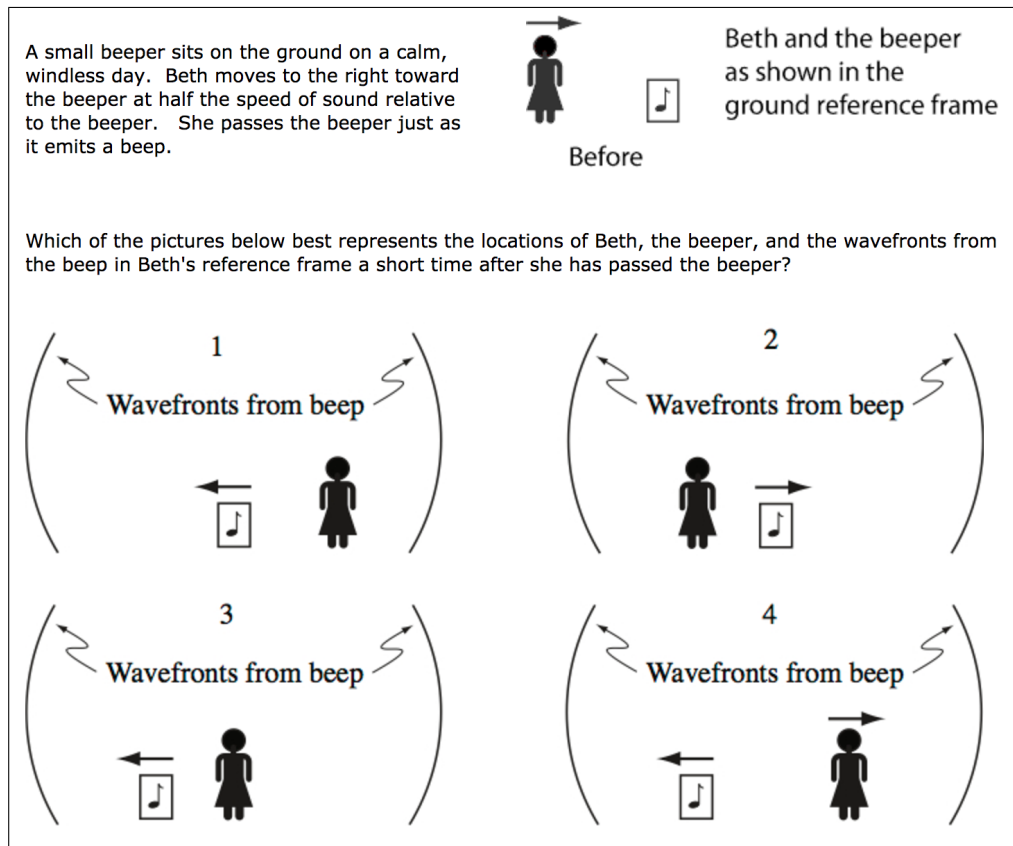 A small beeper sits on the ground on a calm,
windless day.  Beth moves to the right toward
the beeper at half the speed of sound relative
to the beeper.   She passes the beeper just as
it emits a beep.
Beth and the beeper
as shown in the
ground reference frame
Before
Which of the pictures below best represents the locations of Beth, the beeper, and the wavefronts from
the beep in Beth's reference frame a short time after she has passed the beeper?
1
Wavefronts from beep
2
Wavefronts from beep
3
Wavefronts from beep
4
Wavefronts from beep